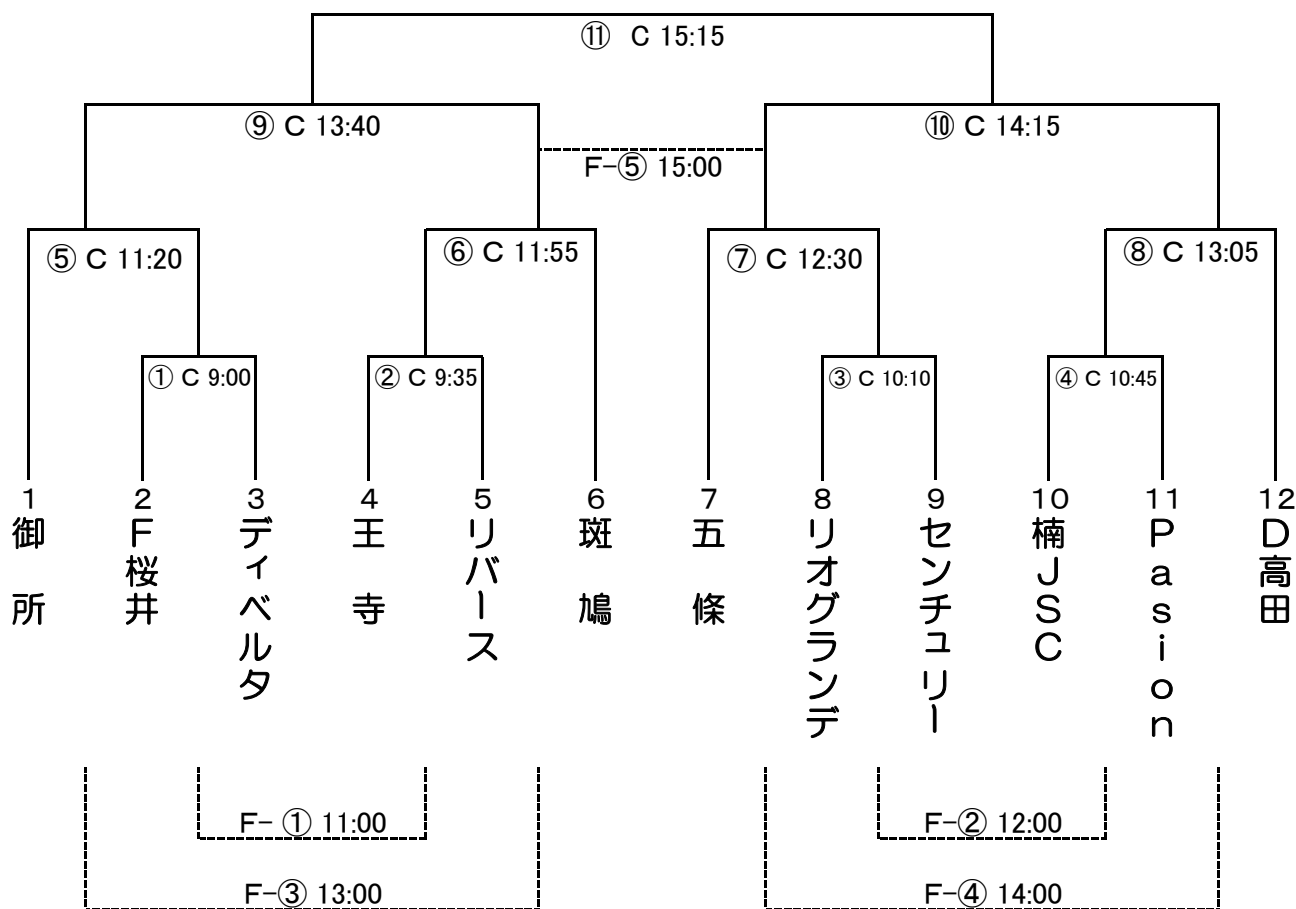 ⑪ C 15:15
⑨ C 13:40
⑩ C 14:15
F-⑤ 15:00
⑤ C 11:20
⑥ C 11:55
⑦ C 12:30
⑧ C 13:05
① C 9:00
② C 9:35
③ C 10:10
④ C 10:45
1
御所
2
F桜井
3
ディベルタ
4
王寺
5
リバース
6
斑鳩
7
五條
8
リオグランデ
9
センチュリー
10
楠JSC
11
Pasion
12
D高田
F- ① 11:00
F-② 12:00
F-③ 13:00
F-④ 14:00